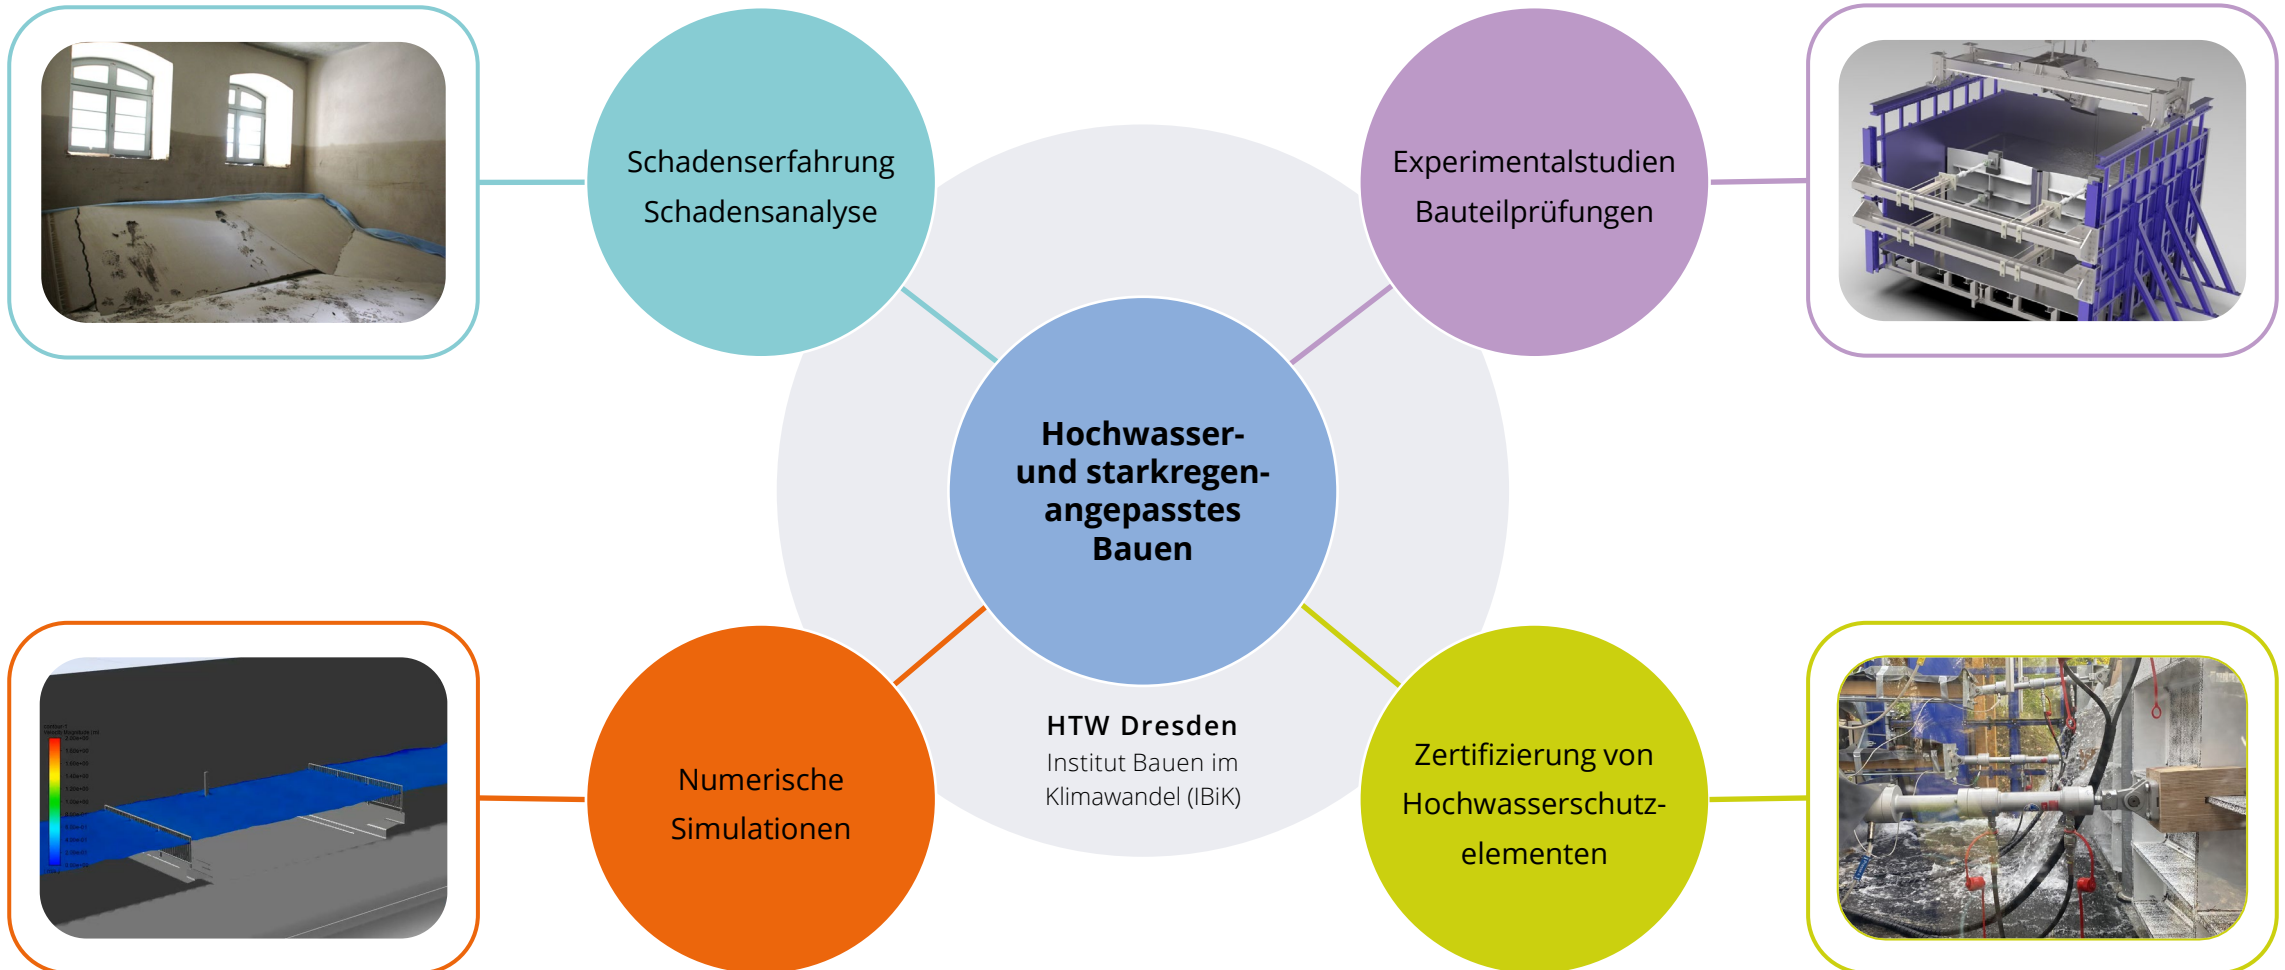 Schadenserfahrung
Schadensanalyse
Experimentalstudien
Bauteilprüfungen
Hochwasser-
und starkregen-
angepasstes
Bauen
HTW Dresden
Institut Bauen im
Klimawandel (IBiK)
Numerische
Simulationen
Zertifizierung von
Hochwasserschutz-
elementen